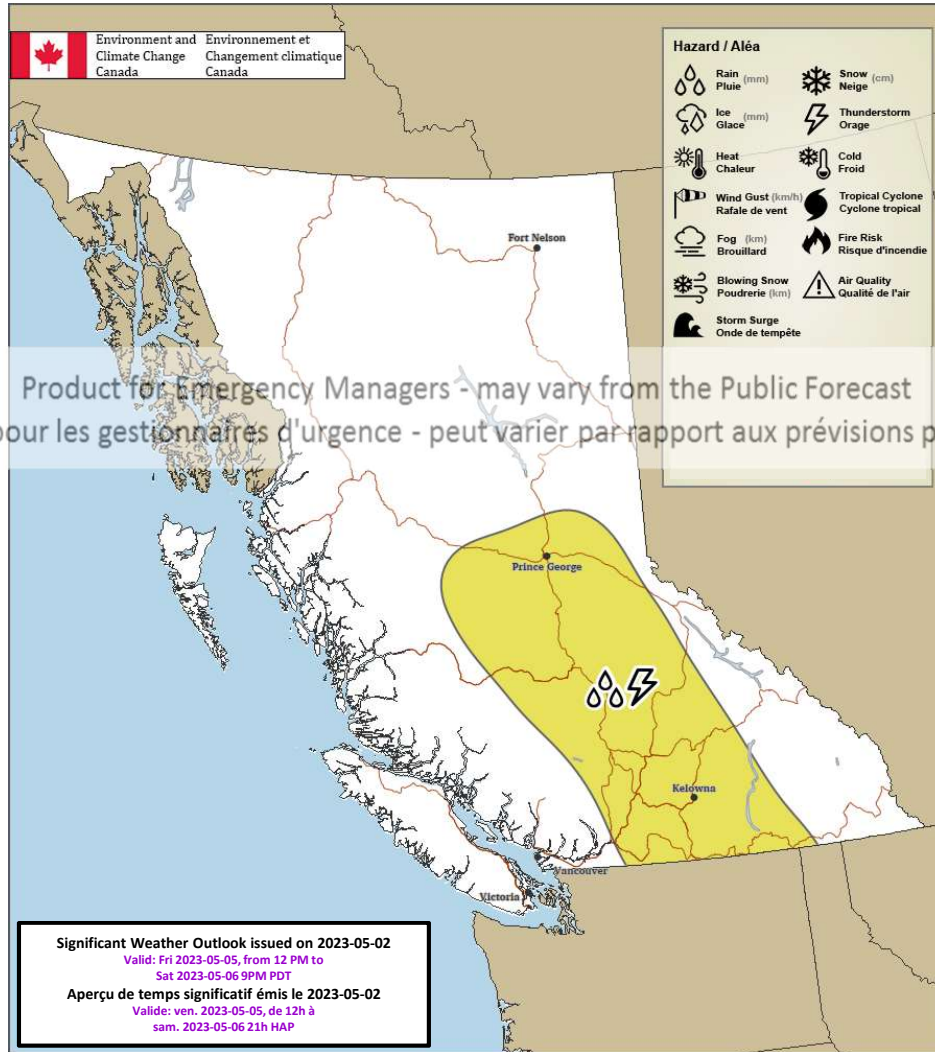 Environment and
Climate Change
Canada
Environnement et
Changement climatique
Canada
Hazard / Aléa
Rain
Pluie (mm)
Snow
Neige (cm)
Ice
Glace (mm)
Thunderstorm
Orage
Heat
Chaleur
Cold
Froid
Wind Gust (km/h)
Rafale de vent
Tropical Cyclone
Cyclone tropical
Fog (km)
Brouillard
Fire Risk
Risque d'incendie
Blowing Snow
Poudrerie (km)
Air Quality
Qualité de l'air
Storm Surge
Onde de tempête
Fort Nelson
Product for Emergency Managers - may vary from the Public Forecast
pour les gestionnaires d'urgence - peut varier par rapport aux prévisions p
Prince George
Kelowna
Vancouver
Victoria
Significant Weather Outlook issued on 2023-05-02
Valid: Fri 2023-05-05, from 12 PM to
Sat 2023-05-06 9PM PDT
Aperçu de temps significatif émis le 2023-05-02
Valide: ven. 2023-05-05, de 12h à
sam. 2023-05-06 21h HAP